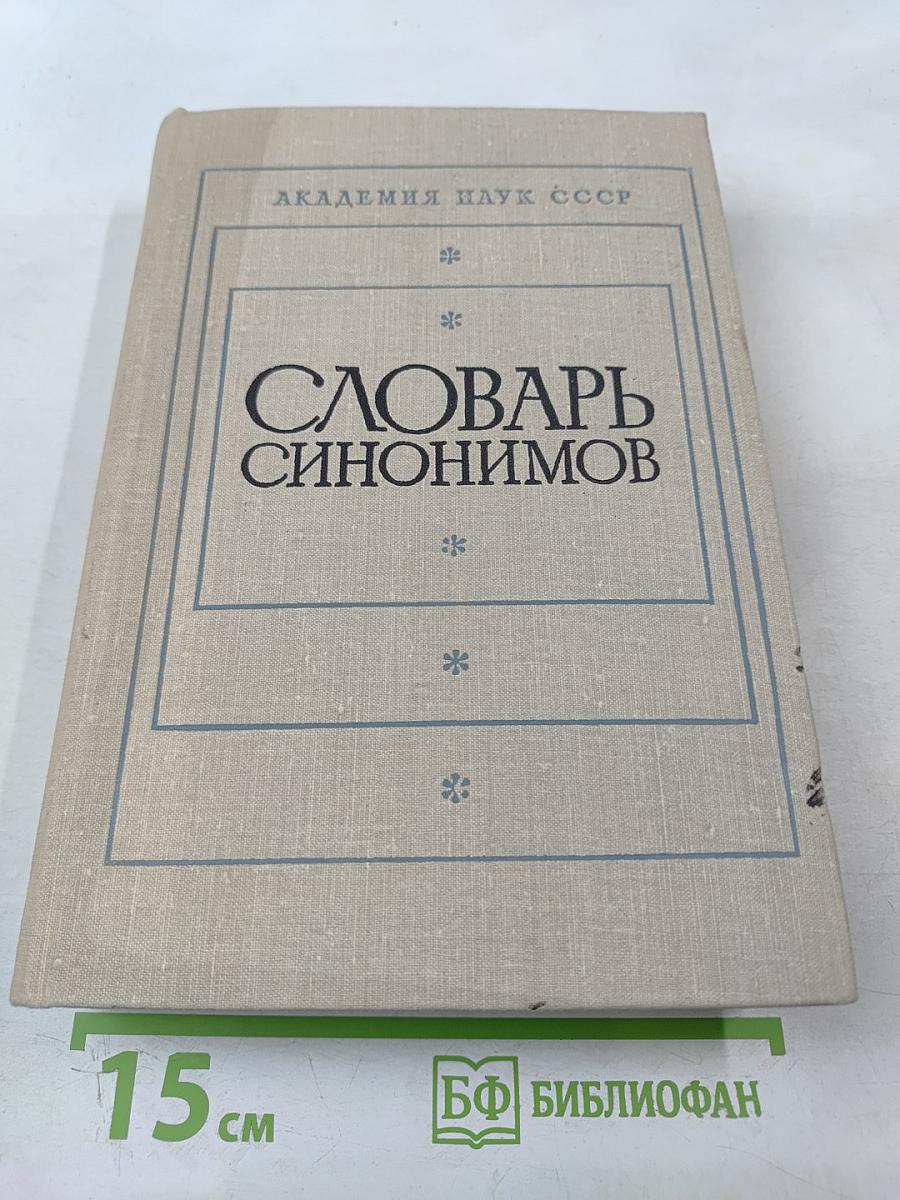 АКАДЕМИЯ НАУК СССР
СЛОВАРЬ
СИНОНИМОВ
15 см
БФ БИБЛИОФАН